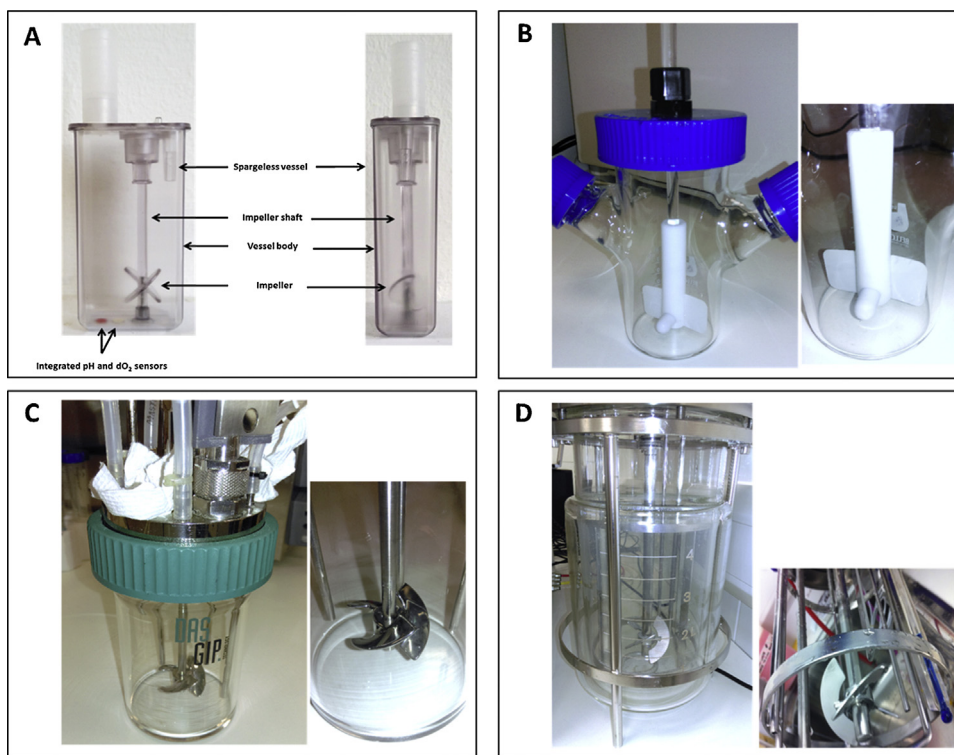 A
Spargeless vessel
Impeller shaft
Vessel body
Impeller
Integrated pH and dO₂ sensors
B
C
DAS
GIP
D
4
3
2